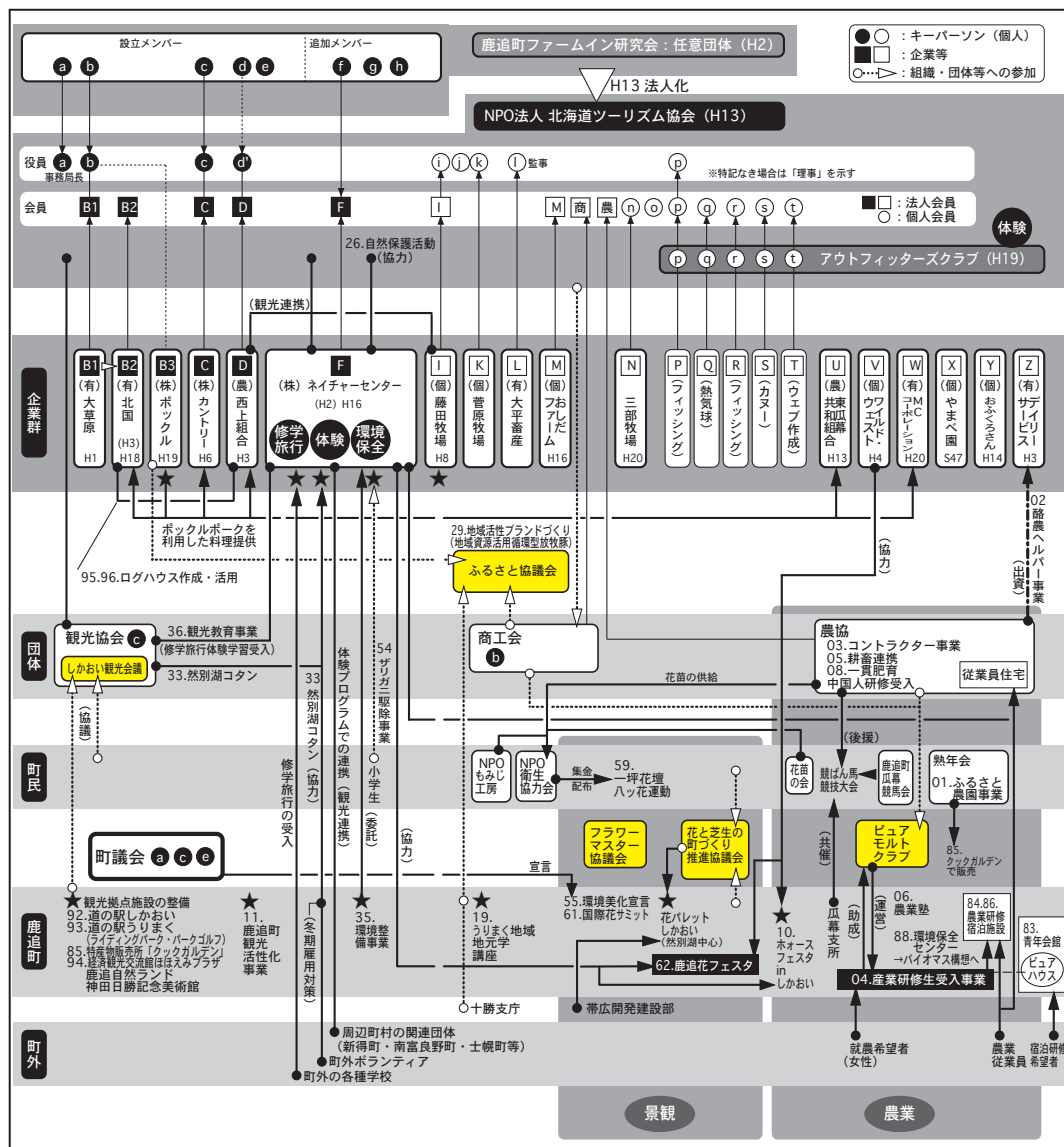 設立メンバー
追加メンバー
a b c d e f g h
鹿追町ファームイン研究会：任意団体（H2）
H13 法人化
NPO法人 北海道ツーリズム協会（H13）
●○：キーパーソン（個人）
■□：企業等
○…▷：組織・団体等への参加
役員 a b c d' i j k l 監事 p
事務局長
※特記なき場合は「理事」を示す
会員 B1 B2 C D F I M 商 農 n o p q r s t
■□：法人会員
○：個人会員
体験
p q r s t アウトフィッターズクラブ（H19）
26.自然保護活動
（協力）
（観光連携）
企業群
B1 （有）大草原 H1
B2 （有）北国 （H3） H18
B3 （株）ポックル H19
C （株）カントリー H6
D （農）西上組合 H3
F
（株）ネイチャーセンター
（H2）H16
修学旅行
体験
環境保全
I （個）藤田牧場 H8
K （個）菅原牧場
L （有）大平畜産
M （個）おしだファーム H16
N 三部牧場 H20
P （フィッシング）
Q （熱気球）
R （フィッシング）
S （カヌー）
T （ウェブ作成）
U （農）東瓜幕共和組合 H13
V （個）ワイルド・ウエスト H4
W （有）MCコーポレーション H20
X （個）やまべ園 S47
Y （個）おふくろさん H14
Z （有）デイリーサービス H3
ポックルポークを
利用した料理提供
95.96.ログハウス作成・活用
29.地域活性ブランドづくり
（地域資源活用循環型放牧豚）
ふるさと協議会
（協力）
（出資）
02酪農ヘルパー事業
団体
観光協会 c
しかおい観光会議
36.観光教育事業
（修学旅行体験学習受入）
33.然別湖コタン
商工会
b
農協
03.コントラクター事業
05.耕畜連携
08.一貫肥育
中国人研修受入
従業員住宅
花苗の供給
（協議）
修学旅行の受入
33然別湖コタン（協力）
体験プログラムでの連携（観光連携）
54ザリガニ駆除事業
小学生（委託）
（協力）
町民
NPOもみじ工房
NPO衛生協力会
集金
配布
59.
一坪花壇
八ッ花運動
花苗の会
（後援）
競ばん馬
競技大会
鹿追町瓜幕競馬会
熟年会
01.ふるさと
農園事業
85.
クックガーデン
で販売
フラワー
マスター
協議会
花と芝生の
町づくり
推進協議会
ピュア
モルト
クラブ
町議会 a c e
宣言
（共催）
鹿追町
観光拠点施設の整備
92.道の駅しかおい
93.道の駅うりまく
（ライディングパーク・パークゴルフ）
85.特産物販売所「クックガーデン」
94.経済観光交流館ほほえみプラザ
鹿追自然ランド
神田日勝記念美術館
11.
鹿追町
観光
活性化
事業
（冬期雇用対策）
35.
環境整
備事業
19.
うりまく地域
地元学
講座
55.環境美化宣言
61.国際花サミット
花パレット
しかおい
（然別湖中心）
62.鹿追花フェスタ
10.
ホース
フェスタ
in
しかおい
瓜幕支所
（助成）
（運営）
06.
農業塾
88.環境保全
センター
→バイオマス構想へ
04.産業研修生受入事業
84.86.
農業研修
宿泊施設
83.
青年会館
ピュア
ハウス
十勝支庁
帯広開発建設部
町外
周辺町村の関連団体
（新得町・南富良野町・士幌町等）
町外ボランティア
町外の各種学校
就農希望者
（女性）
農業
従業員
宿泊研修
希望者
景観
農業